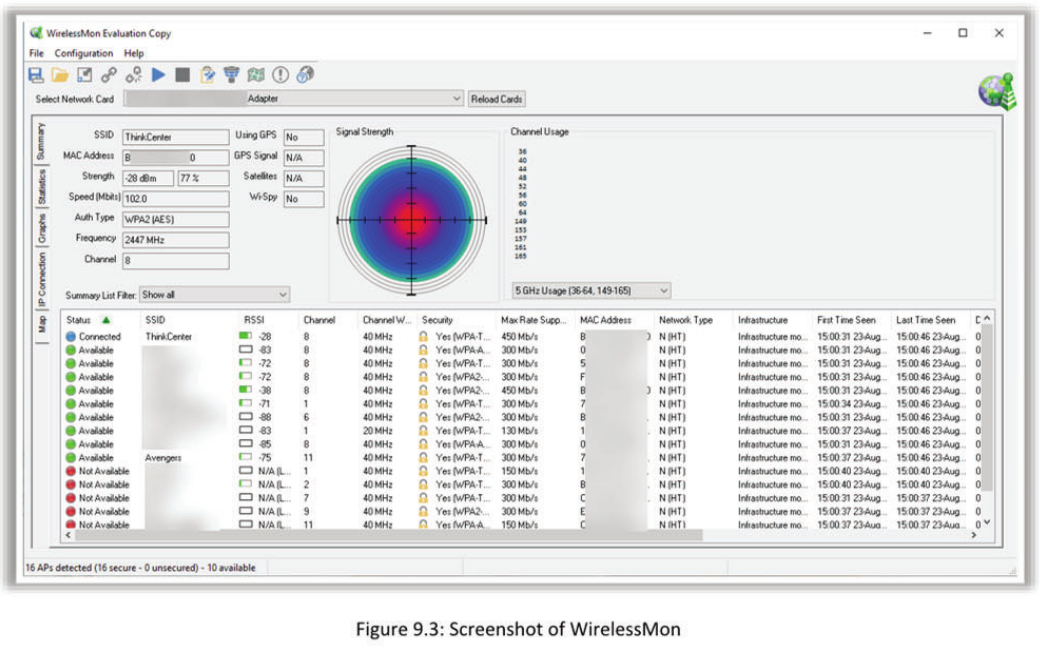 WirelessMon Evaluation Copy
File Configuration Help
Select Network Card Adapter Reload Cards
Summary
Statistics
Graphs
IP Connection
Map
SSID ThinkCenter Using GPS No
MAC Address B 0 GPS Signal N/A
Strength -28 dBm 77 % Satellites N/A
Speed (Mbits) 102.0 Wi-Spy No
Auth Type WPA2 (AES)
Frequency 2447 MHz
Channel 8
Signal Strength
Channel Usage
36
40
44
48
52
56
60
64
149
153
157
161
165
5 GHz Usage (36-64, 149-165)
Summary List Filter: Show all
Status SSID RSSI Channel Channel W... Security Max Rate Supp... MAC Address Network Type Infrastructure First Time Seen Last Time Seen
Connected ThinkCenter -28 8 40 MHz Yes (WPA-T... 450 Mb/s B N (HT) Infrastructure mo... 15:00:31 23-Aug... 15:00:46 23-Aug... 0
Available -83 8 40 MHz Yes (WPA-A... 300 Mb/s 0 N (HT) Infrastructure mo... 15:00:31 23-Aug... 15:00:46 23-Aug... 0
Available -72 8 40 MHz Yes (WPA-T... 300 Mb/s 5 N (HT) Infrastructure mo... 15:00:31 23-Aug... 15:00:46 23-Aug... 0
Available -72 8 40 MHz Yes (WPA2-... 300 Mb/s F N (HT) Infrastructure mo... 15:00:31 23-Aug... 15:00:46 23-Aug... 0
Available -38 8 40 MHz Yes (WPA2-... 450 Mb/s B 0 N (HT) Infrastructure mo... 15:00:31 23-Aug... 15:00:46 23-Aug... 0
Available -71 1 40 MHz Yes (WPA-T... 300 Mb/s 7 N (HT) Infrastructure mo... 15:00:34 23-Aug... 15:00:46 23-Aug... 0
Available -88 6 40 MHz Yes (WPA2-... 300 Mb/s B N (HT) Infrastructure mo... 15:00:31 23-Aug... 15:00:46 23-Aug... 0
Available -83 1 20 MHz Yes (WPA-T... 130 Mb/s 1 N (HT) Infrastructure mo... 15:00:37 23-Aug... 15:00:46 23-Aug... 0
Available -85 8 40 MHz Yes (WPA-A... 300 Mb/s 0 N (HT) Infrastructure mo... 15:00:31 23-Aug... 15:00:46 23-Aug... 0
Available Avengers -75 11 40 MHz Yes (WPA-T... 300 Mb/s 7 N (HT) Infrastructure mo... 15:00:37 23-Aug... 15:00:46 23-Aug... 0
Not Available N/A (L... 1 40 MHz Yes (WPA-T... 150 Mb/s 1 N (HT) Infrastructure mo... 15:00:40 23-Aug... 15:00:40 23-Aug... 0
Not Available N/A (L... 2 40 MHz Yes (WPA-T... 300 Mb/s B N (HT) Infrastructure mo... 15:00:40 23-Aug... 15:00:40 23-Aug... 0
Not Available N/A (L... 7 40 MHz Yes (WPA-T... 300 Mb/s C N (HT) Infrastructure mo... 15:00:31 23-Aug... 15:00:37 23-Aug... 0
Not Available N/A (L... 9 40 MHz Yes (WPA2-... 300 Mb/s E N (HT) Infrastructure mo... 15:00:37 23-Aug... 15:00:37 23-Aug... 0
Not Available N/A (L... 11 40 MHz Yes (WPA-A... 150 Mb/s C N (HT) Infrastructure mo... 15:00:37 23-Aug... 15:00:37 23-Aug... 0
16 APs detected (16 secure - 0 unsecured) - 10 available
Figure 9.3: Screenshot of WirelessMon